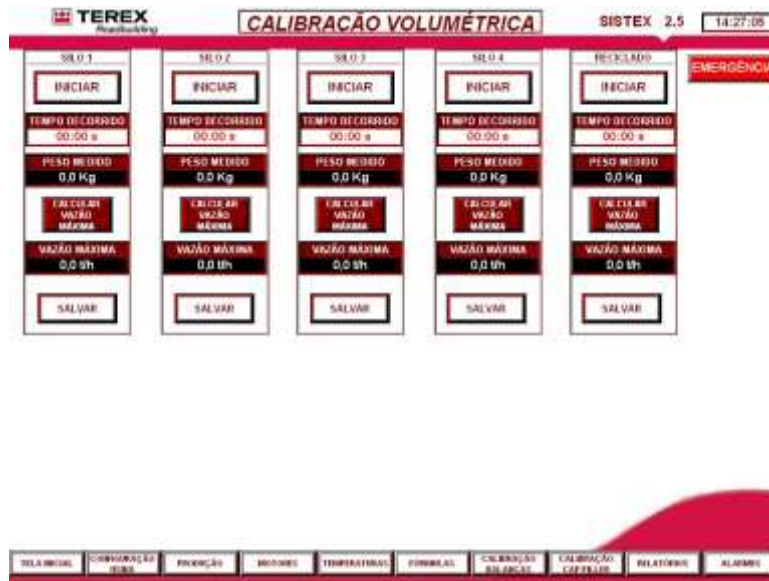 TEREX
Roadbuilding
CALIBRAÇÃO VOLUMÉTRICA
SISTEX 2.5
14:27:05
EMERGÊNCIA
SILO 1
INICIAR
TEMPO DECORRIDO
00:00 s
PESO MEDIDO
0,0 Kg
CALCULAR
VAZÃO
MÁXIMA
VAZÃO MÁXIMA
0,0 t/h
SALVAR
SILO 2
INICIAR
TEMPO DECORRIDO
00:00 s
PESO MEDIDO
0,0 Kg
CALCULAR
VAZÃO
MÁXIMA
VAZÃO MÁXIMA
0,0 t/h
SALVAR
SILO 3
INICIAR
TEMPO DECORRIDO
00:00 s
PESO MEDIDO
0,0 Kg
CALCULAR
VAZÃO
MÁXIMA
VAZÃO MÁXIMA
0,0 t/h
SALVAR
SILO 4
INICIAR
TEMPO DECORRIDO
00:00 s
PESO MEDIDO
0,0 Kg
CALCULAR
VAZÃO
MÁXIMA
VAZÃO MÁXIMA
0,0 t/h
SALVAR
RECICLADO
INICIAR
TEMPO DECORRIDO
00:00 s
PESO MEDIDO
0,0 Kg
CALCULAR
VAZÃO
MÁXIMA
VAZÃO MÁXIMA
0,0 t/h
SALVAR
TELA INICIAL
CONFIGURAÇÃO
USINA
PRODUÇÃO
MOTORES
TEMPERATURAS
FÓRMULAS
CALIBRAÇÃO
BALANÇAS
CALIBRAÇÃO
CAP FILLER
RELATÓRIOS
ALARMES